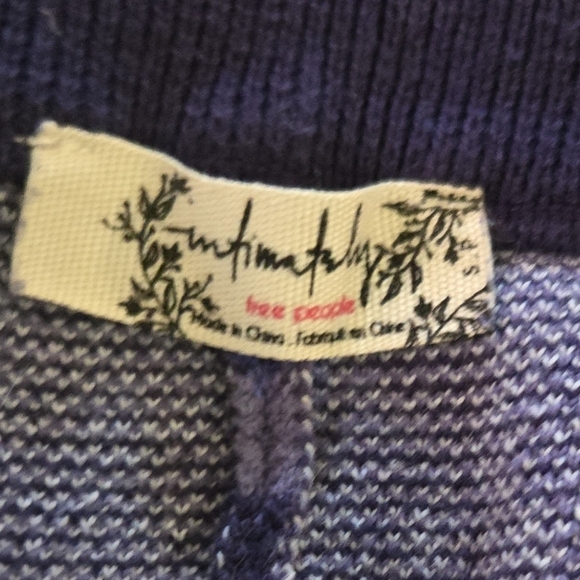 intimately
free people
Made in China . Fabriqué en Chine
S P